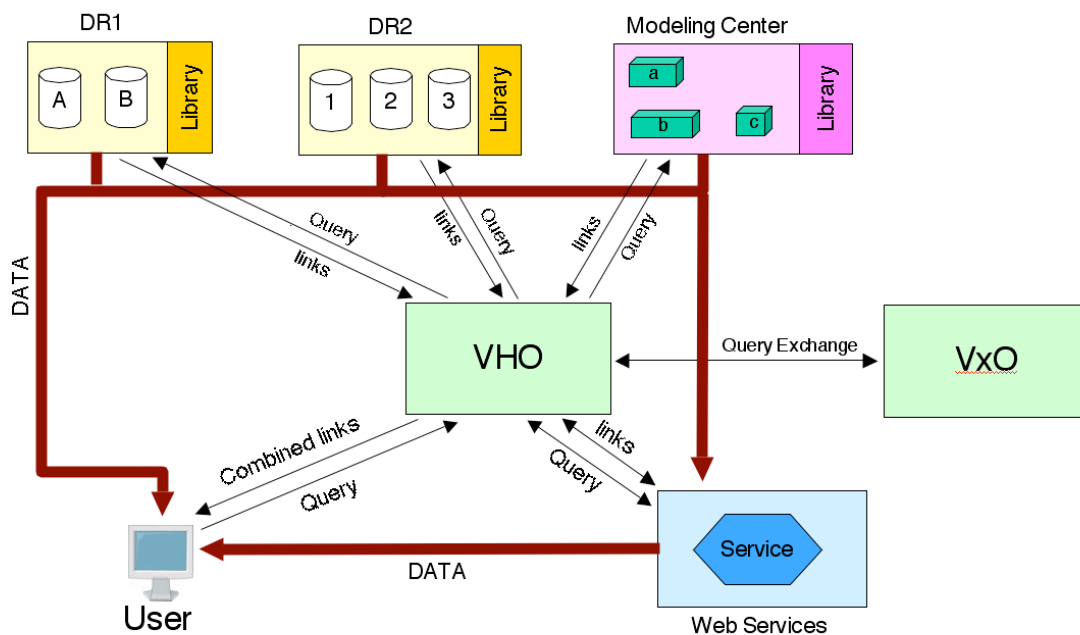 DR1
DR2
Modeling Center
A
B
Library
1
2
3
Library
a
b
c
Library
Query
links
links
Query
links
Query
DATA
VHO
Query Exchange
VxO
Combined links
Query
links
Query
Service
DATA
User
Web Services